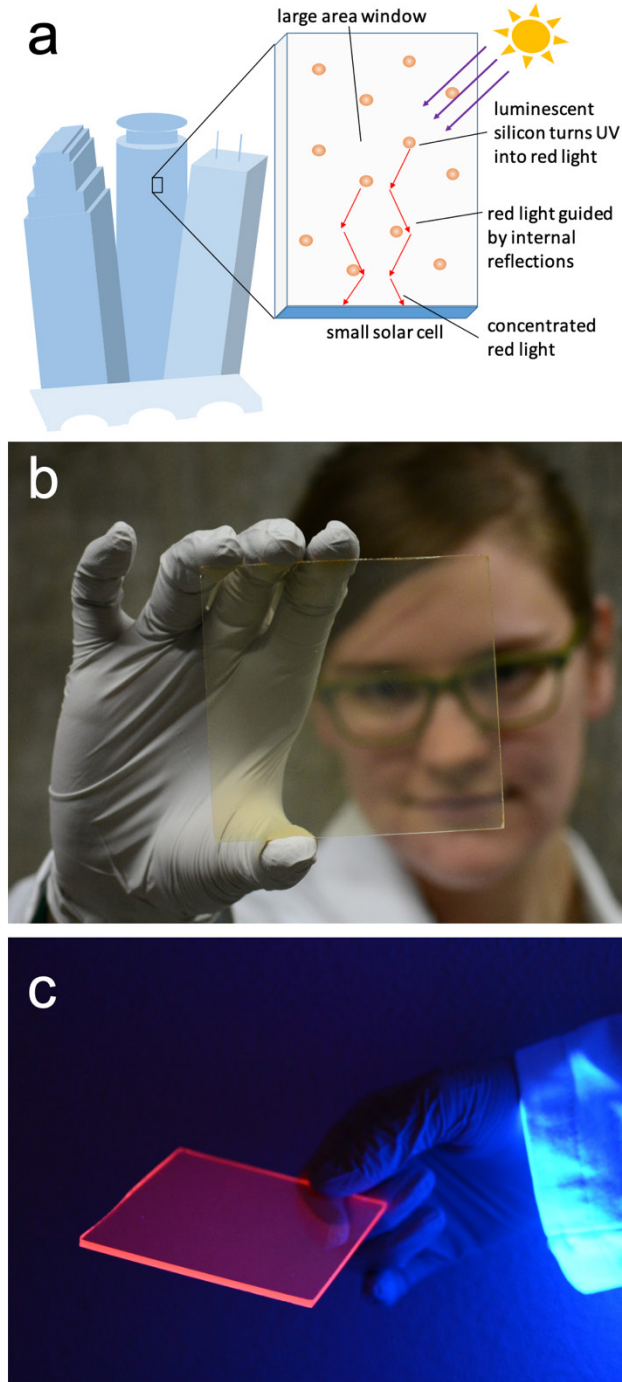 a
large area window
luminescent
silicon turns UV
into red light
red light guided
by internal
reflections
small solar cell
concentrated
red light
b
c